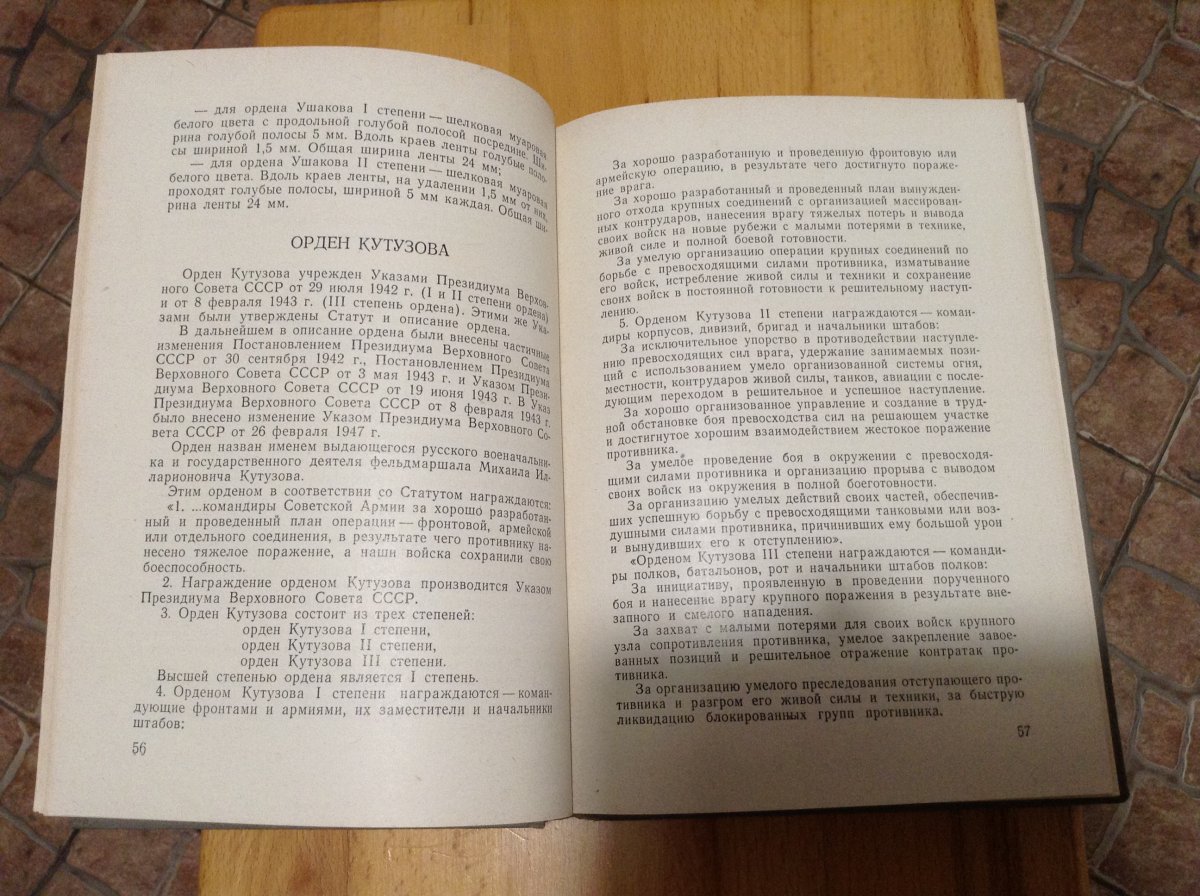 — для ордена Ушакова I степени — шелковая муаровая
белого цвета с продольной голубой полосой посредине. Ши-
рина голубой полосы 5 мм. Вдоль краев ленты голубые поло-
сы шириной 1,5 мм. Общая ширина ленты 24 мм;
— для ордена Ушакова II степени — шелковая муаровая
белого цвета. Вдоль краев ленты, на удалении 1,5 мм от них,
проходят голубые полосы, шириной 5 мм каждая. Общая ши-
рина ленты 24 мм.
ОРДЕН КУТУЗОВА
Орден Кутузова учрежден Указами Президиума Верхов-
ного Совета СССР от 29 июля 1942 г. (I и II степени ордена)
и от 8 февраля 1943 г. (III степень ордена). Этими же Ука-
зами были утверждены Статут и описание ордена.
В дальнейшем в описание ордена были внесены частичные
изменения Постановлением Президиума Верховного Совета
СССР от 30 сентября 1942 г., Постановлением Президиума
Верховного Совета СССР от 3 мая 1943 г. и Указом Прези-
диума Верховного Совета СССР от 19 июня 1943 г. В Указ
Президиума Верховного Совета СССР от 8 февраля 1943 г.
было внесено изменение Указом Президиума Верховного Со-
вета СССР от 26 февраля 1947 г.
Орден назван именем выдающегося русского военачальни-
ка и государственного деятеля фельдмаршала Михаила Ил-
ларионовича Кутузова.
Этим орденом в соответствии со Статутом награждаются:
«1. ...командиры Советской Армии за хорошо разработан-
ный и проведенный план операции — фронтовой, армейской
или отдельного соединения, в результате чего противнику на-
несено тяжелое поражение, а наши войска сохранили свою
боеспособность.
2. Награждение орденом Кутузова производится Указом
Президиума Верховного Совета СССР.
3. Орден Кутузова состоит из трех степеней:
орден Кутузова I степени,
орден Кутузова II степени,
орден Кутузова III степени.
Высшей степенью ордена является I степень.
4. Орденом Кутузова I степени награждаются — коман-
дующие фронтами и армиями, их заместители и начальники
штабов:
56
За хорошо разработанную и проведенную фронтовую или
армейскую операцию, в результате чего достигнуто пораже-
ние врага.
За хорошо разработанный и проведенный план вынужден-
ного отхода крупных соединений с организацией массирован-
ных контрударов, нанесения врагу тяжелых потерь и вывода
своих войск на новые рубежи с малыми потерями в технике,
живой силе и полной боевой готовности.
За умелую организацию операции крупных соединений по
борьбе с превосходящими силами противника, изматывание
его войск, истребление живой силы и техники и сохранение
своих войск в постоянной готовности к решительному наступ-
лению.
5. Орденом Кутузова II степени награждаются — коман-
диры корпусов, дивизий, бригад и начальники штабов:
За исключительное упорство в противодействии наступле-
нию превосходящих сил врага, удержание занимаемых пози-
ций с использованием умело организованной системы огня,
местности, контрударов живой силы, танков, авиации с после-
дующим переходом в решительное и успешное наступление.
За хорошо организованное управление и создание в труд-
ной обстановке боя превосходства сил на решающем участке
и достигнутое хорошим взаимодействием жестокое поражение
противника.
За умелое проведение боя в окружении с превосходя-
щими силами противника и организацию прорыва с выводом
своих войск из окружения в полной боеготовности.
За организацию умелых действий своих частей, обеспечив-
ших успешную борьбу с превосходящими танковыми или воз-
душными силами противника, причинивших ему большой урон
и вынудивших его к отступлению».
«Орденом Кутузова III степени награждаются — команди-
ры полков, батальонов, рот и начальники штабов полков:
За инициативу, проявленную в проведении порученного
боя и нанесение врагу крупного поражения в результате вне-
запного и смелого нападения.
За захват с малыми потерями для своих войск крупного
узла сопротивления противника, умелое закрепление завое-
ванных позиций и решительное отражение контратак про-
тивника.
За организацию умелого преследования отступающего про-
тивника и разгром его живой силы и техники, за быструю
ликвидацию блокированных групп противника.
57